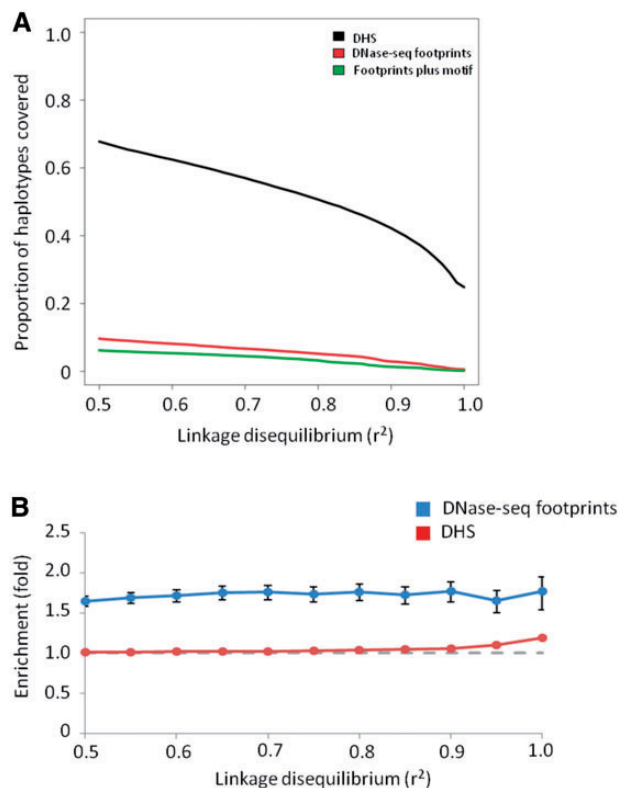 A
Proportion of haplotypes covered
1.0
0.8
0.6
0.4
0.2
0
DHS
DNase-seq footprints
Footprints plus motif
0.5 0.6 0.7 0.8 0.9 1.0
Linkage disequilibrium (r²)
B
DNase-seq footprints
DHS
Enrichment (fold)
2.5
2.0
1.5
1.0
0.5
0
0.5 0.6 0.7 0.8 0.9 1.0
Linkage disequilibrium (r²)